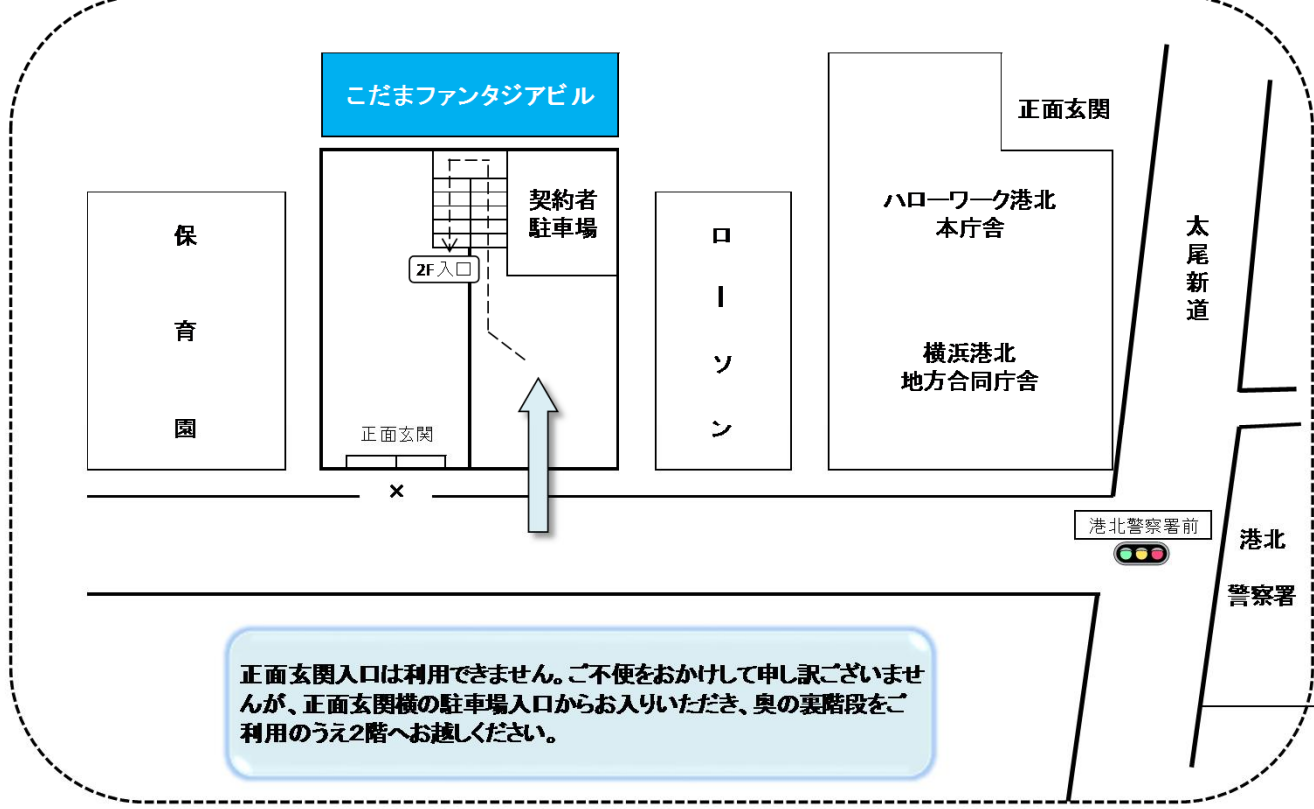 こだまファンタジアビル
正面玄関
契約者
駐車場
ハローワーク港北
本庁舎
保育園
ローソン
太尾新道
2F入口
横浜港北
地方合同庁舎
正面玄関
×
港北警察署前
港北
警察署
正面玄関入口は利用できません。ご不便をおかけして申し訳ございませ
んが、正面玄関横の駐車場入口からお入りいただき、奥の裏階段をご
利用のうえ2階へお越しください。